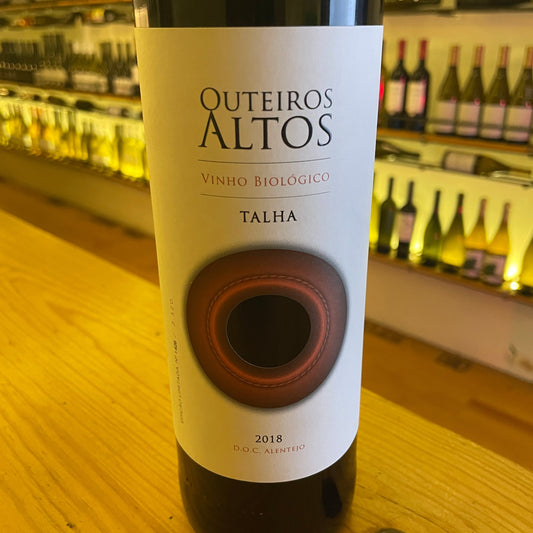 OUTEIROS
ALTOS
VINHO BIOLÓGICO
TALHA
2018
D.O.C. ALENTEJO